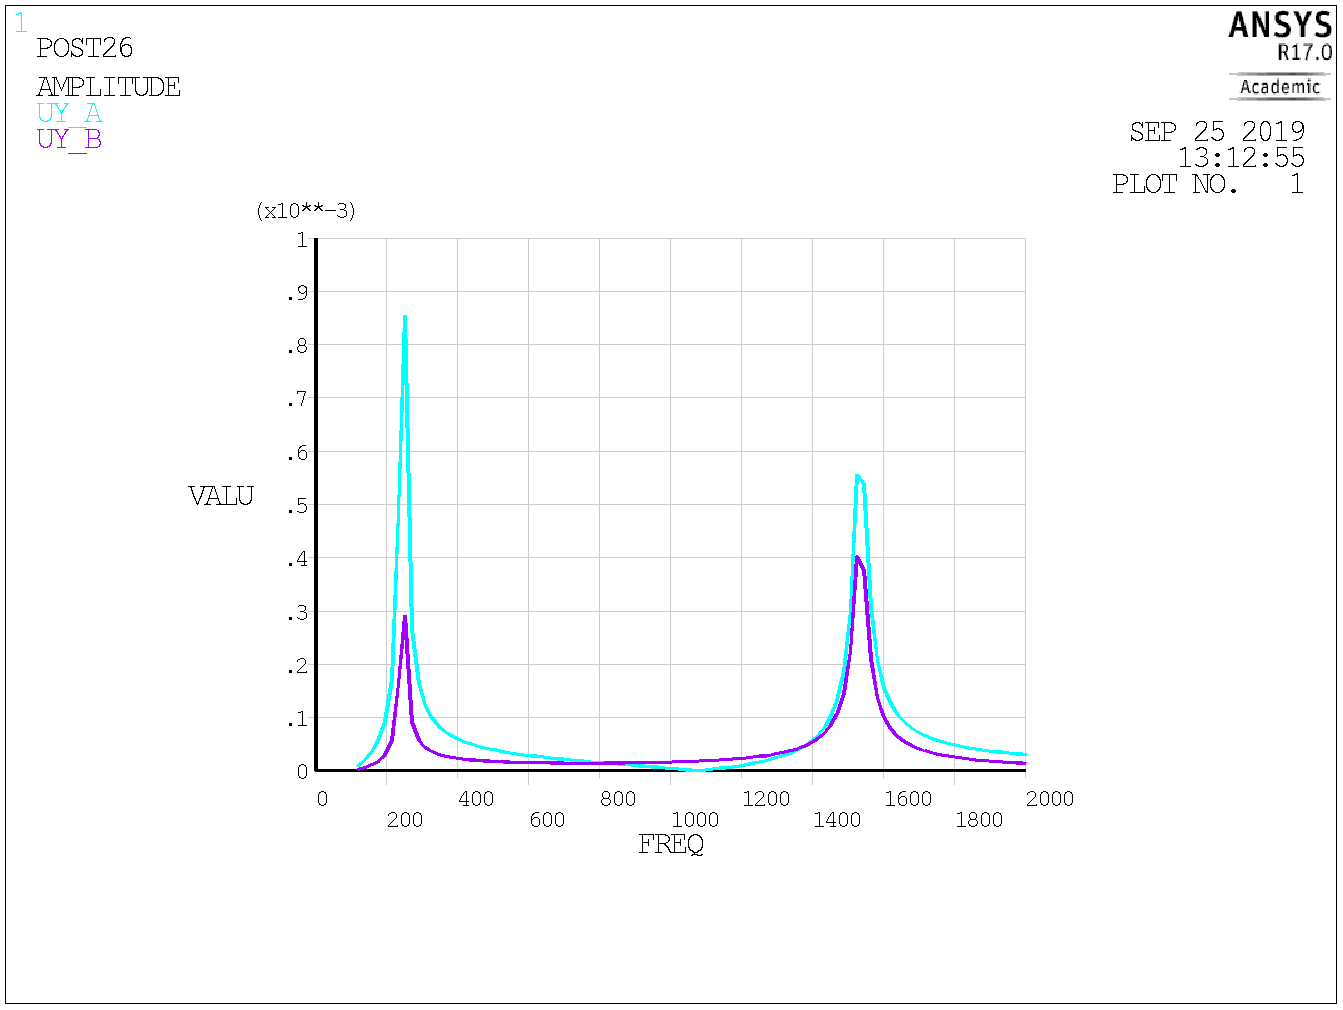 1
POST26
AMPLITUDE
UY_A
UY_B
ANSYS
R17.0
Academic
SEP 25 2019
13:12:55
PLOT NO. 1
(x10**-3)
1
.9
.8
.7
.6
VALU
.5
.4
.3
.2
.1
0
0 400 800 1200 1600 2000
200 600 1000 1400 1800
FREQ